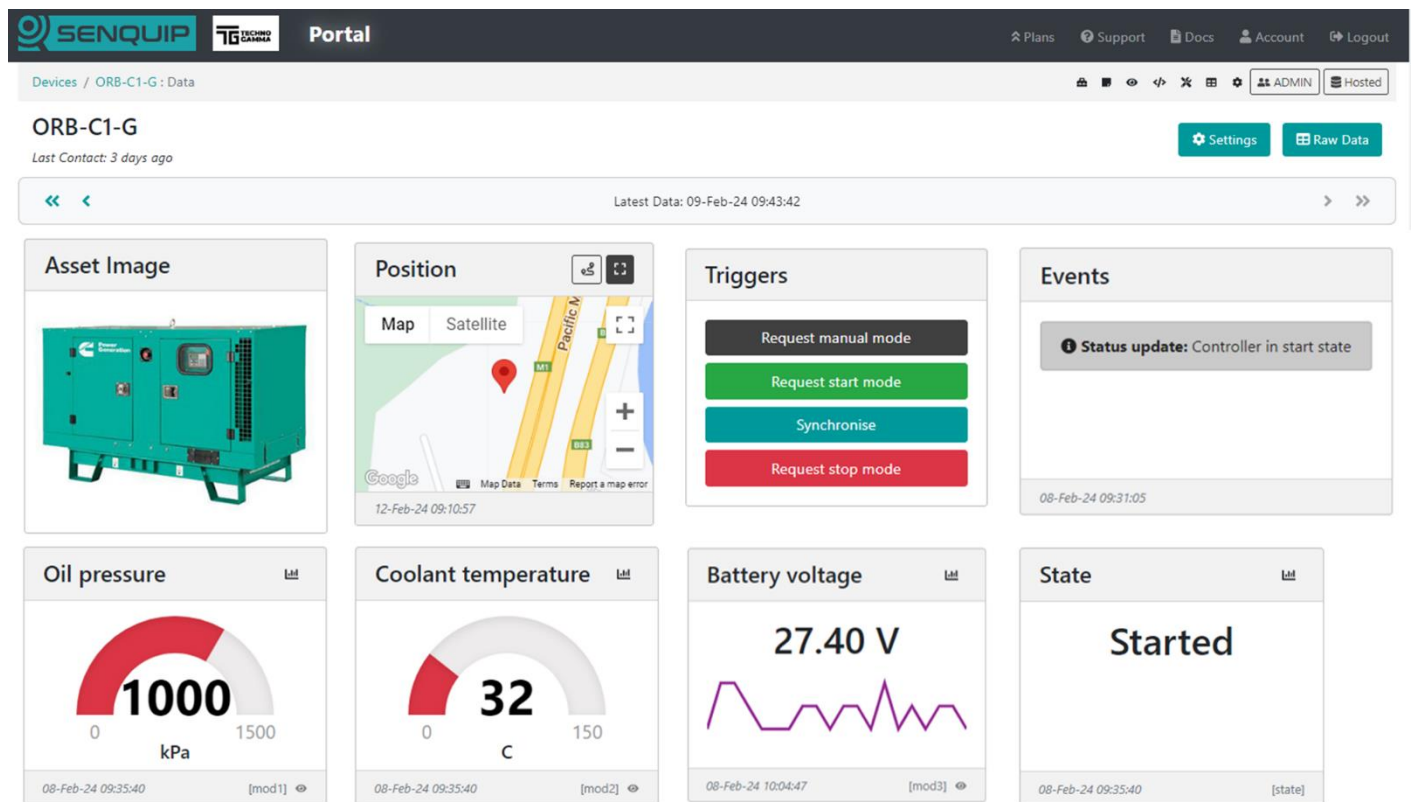 SENQUIP TG TECHNO GAMMA Portal Plans Support Docs Account Logout
Devices / ORB-C1-G : Data ADMIN Hosted
ORB-C1-G
Settings Raw Data
Last Contact: 3 days ago
Latest Data: 09-Feb-24 09:43:42
Asset Image
Power
Generation
Position
Map Satellite
Pacific M
M1
B83
Google Map Data Terms Report a map error
12-Feb-24 09:10:57
Triggers
Request manual mode
Request start mode
Synchronise
Request stop mode
Events
Status update: Controller in start state
08-Feb-24 09:31:05
Oil pressure
1000
0 1500
kPa
08-Feb-24 09:35:40 [mod1]
Coolant temperature
32
0 150
C
08-Feb-24 09:35:40 [mod2]
Battery voltage
27.40 V
08-Feb-24 10:04:47 [mod3]
State
Started
08-Feb-24 09:35:40 [state]